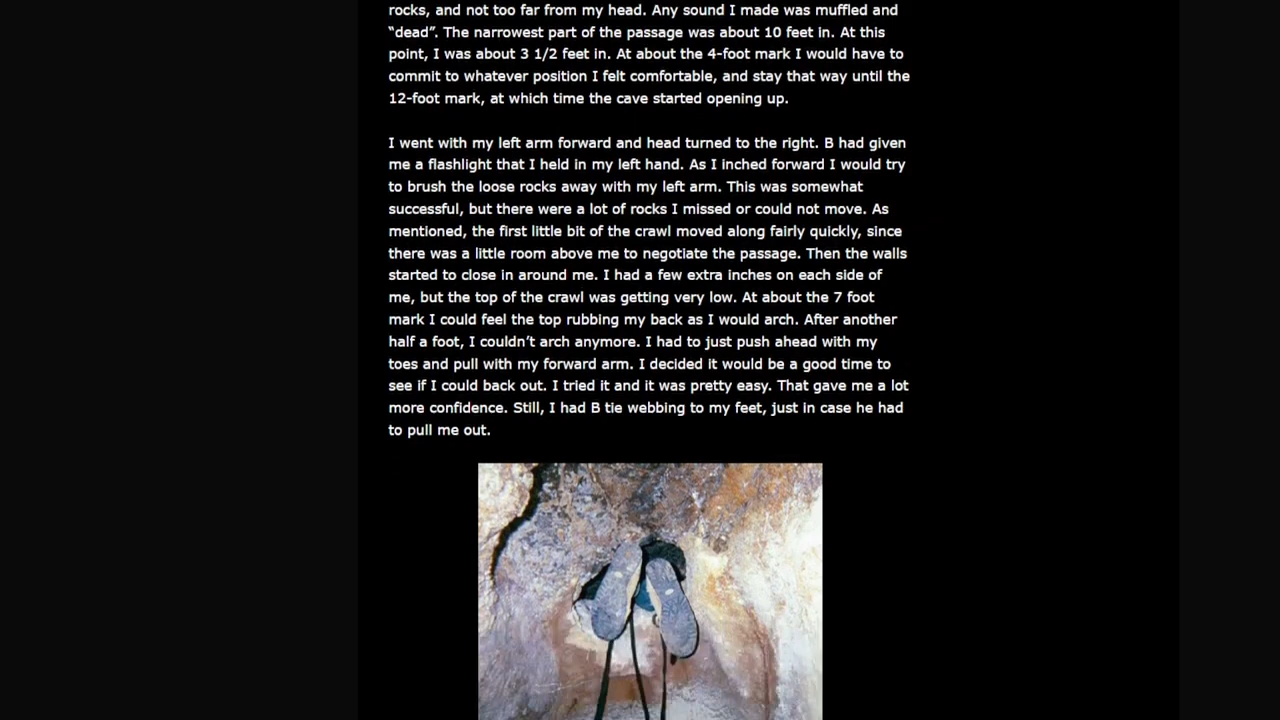 rocks, and not too far from my head. Any sound I made was muffled and
“dead”. The narrowest part of the passage was about 10 feet in. At this
point, I was about 3 1/2 feet in. At about the 4-foot mark I would have to
commit to whatever position I felt comfortable, and stay that way until the
12-foot mark, at which time the cave started opening up.
I went with my left arm forward and head turned to the right. B had given
me a flashlight that I held in my left hand. As I inched forward I would try
to brush the loose rocks away with my left arm. This was somewhat
successful, but there were a lot of rocks I missed or could not move. As
mentioned, the first little bit of the crawl moved along fairly quickly, since
there was a little room above me to negotiate the passage. Then the walls
started to close in around me. I had a few extra inches on each side of
me, but the top of the crawl was getting very low. At about the 7 foot
mark I could feel the top rubbing my back as I would arch. After another
half a foot, I couldn’t arch anymore. I had to just push ahead with my
toes and pull with my forward arm. I decided it would be a good time to
see if I could back out. I tried it and it was pretty easy. That gave me a lot
more confidence. Still, I had B tie webbing to my feet, just in case he had
to pull me out.